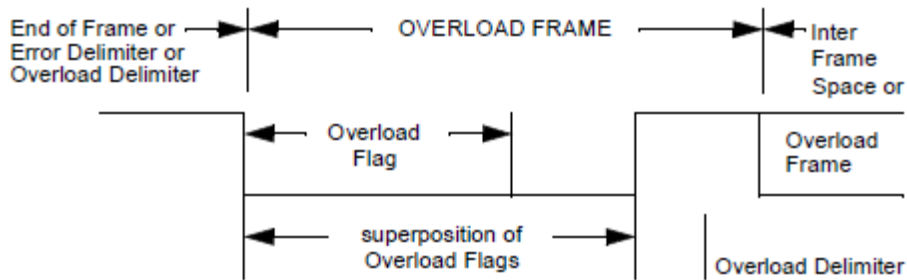 End of Frame or
Error Delimiter or
Overload Delimiter
OVERLOAD FRAME
Inter
Frame
Space or
Overload
Flag
Overload
Frame
superposition of
Overload Flags
Overload Delimiter